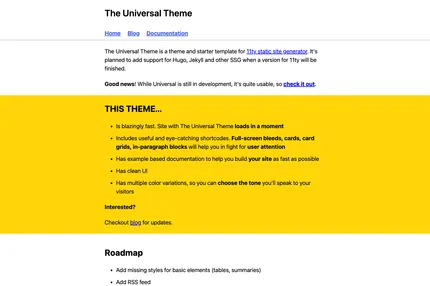 The Universal Theme
Home Blog Documentation
The Universal Theme is a theme and starter template for 11ty static site generator. It's
planned to add support for Hugo, Jekyll and other SSG when a version for 11ty will be
finished.
Good news! While Universal is still in development, it's quite usable, so check it out.
THIS THEME...
• Is blazingly fast. Site with The Universal Theme loads in a moment
• Includes useful and eye-catching shortcodes. Full-screen bleeds, cards, card
grids, in-paragraph blocks will help you in fight for user attention
• Has example based documentation to help you build your site as fast as possible
• Has clean UI
• Has multiple color variations, so you can choose the tone you'll speak to your
visitors
Interested?
Checkout blog for updates.
Roadmap
• Add missing styles for basic elements (tables, summaries)
• Add RSS feed